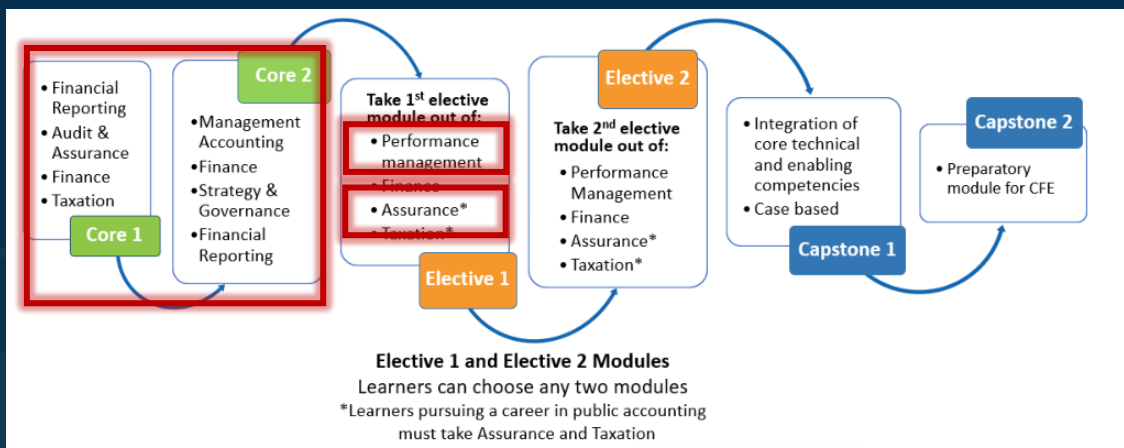 • Financial
Reporting
• Audit &
Assurance
• Finance
• Taxation
Core 1
Core 2
• Management
Accounting
• Finance
• Strategy &
Governance
• Financial
Reporting
Take 1st elective
module out of:
• Performance
management
• Finance
• Assurance*
• Taxation*
Elective 1
Elective 2
Take 2nd elective
module out of:
• Performance
Management
• Finance
• Assurance*
• Taxation*
• Integration of
core technical
and enabling
competencies
• Case based
Capstone 1
Capstone 2
• Preparatory
module for CFE
Elective 1 and Elective 2 Modules
Learners can choose any two modules
*Learners pursuing a career in public accounting
must take Assurance and Taxation